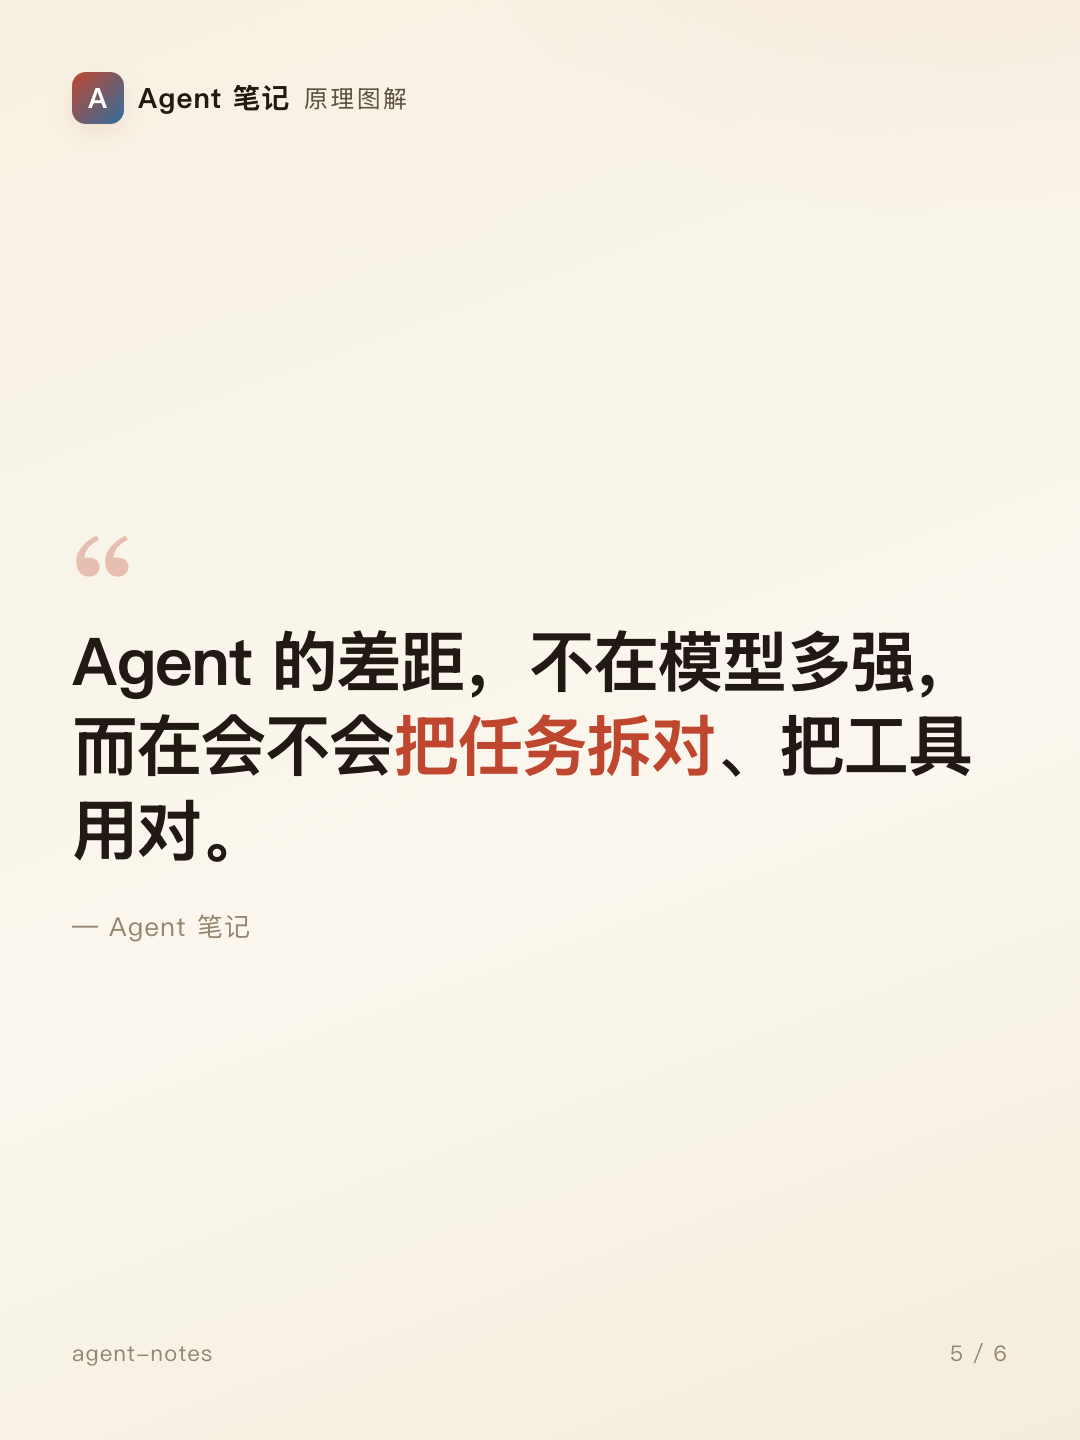 A
Agent 笔记 原理图解
“
Agent 的差距，不在模型多强，
而在会不会把任务拆对、把工具
用对。
— Agent 笔记
agent-notes
5 / 6